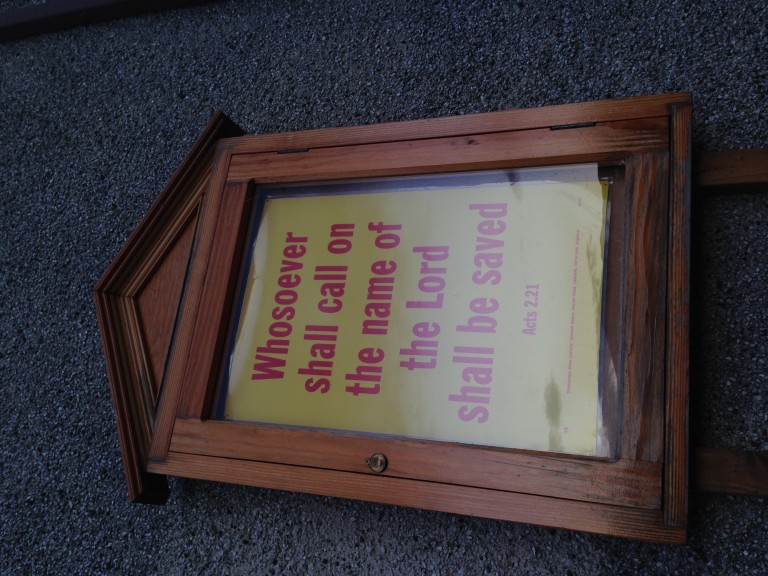 Whosoever
shall call on
the name of
the Lord
shall be saved
Acts 2.21